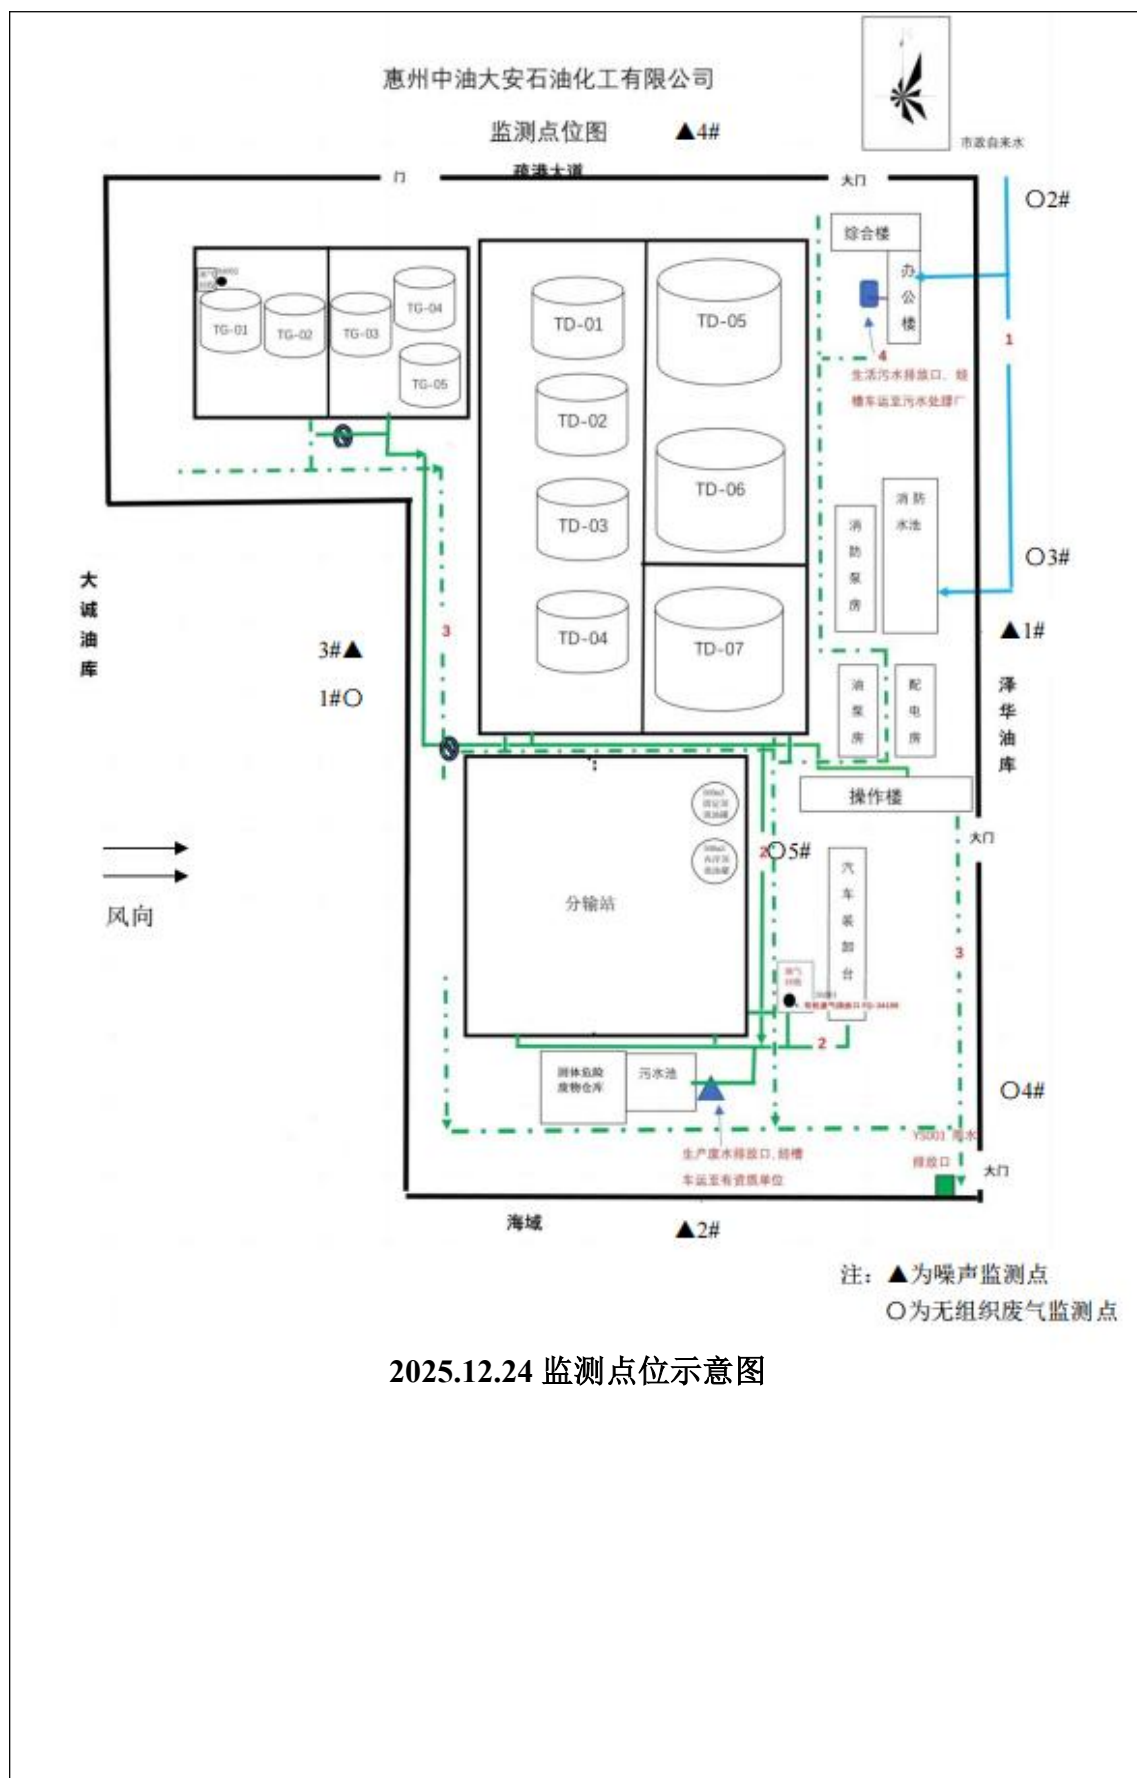 惠州中油大安石油化工有限公司
监测点位图
▲4#
市政自来水
疏港大道
门
大门
○2#
综合楼
办公楼
TG-01
TG-02
TG-03
TG-04
TG-05
TD-01
TD-02
TD-03
TD-04
TD-05
TD-06
TD-07
1
4
生活污水排放口，经
槽车运至污水处理厂
消防泵房
消防
水池
○3#
▲1#
大诚油库
3
3#▲
1#○
油泵房
配电房
泽华油库
操作楼
大门
2
○5#
汽车装卸台
分输站
风向
3
2
固体危险
废物仓库
污水池
○4#
生产废水排放口,经槽
车运至有资质单位
YS001 雨水
排放口
大门
海域
▲2#
注：▲为噪声监测点
○为无组织废气监测点
2025.12.24 监测点位示意图